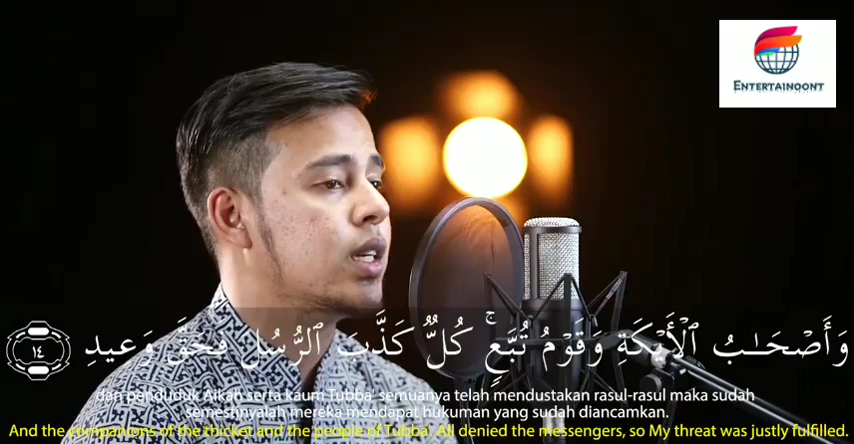 ENTERTAINOONT
وَأَصْحَـٰبُ ٱلْأَيْكَةِ وَقَوْمُ تُبَّعٍ ۚ كُلٌّ كَذَّبَ ٱلرُّسُلَ فَحَقَّ وَعِيدِ ١٤
dan penduduk Aikah serta kaum Tubba' semuanya telah mendustakan rasul-rasul maka sudah
semestinyalah mereka mendapat hukuman yang sudah diancamkan.
And the companions of the thicket and the people of Tubba'. All denied the messengers, so My threat was justly fulfilled.